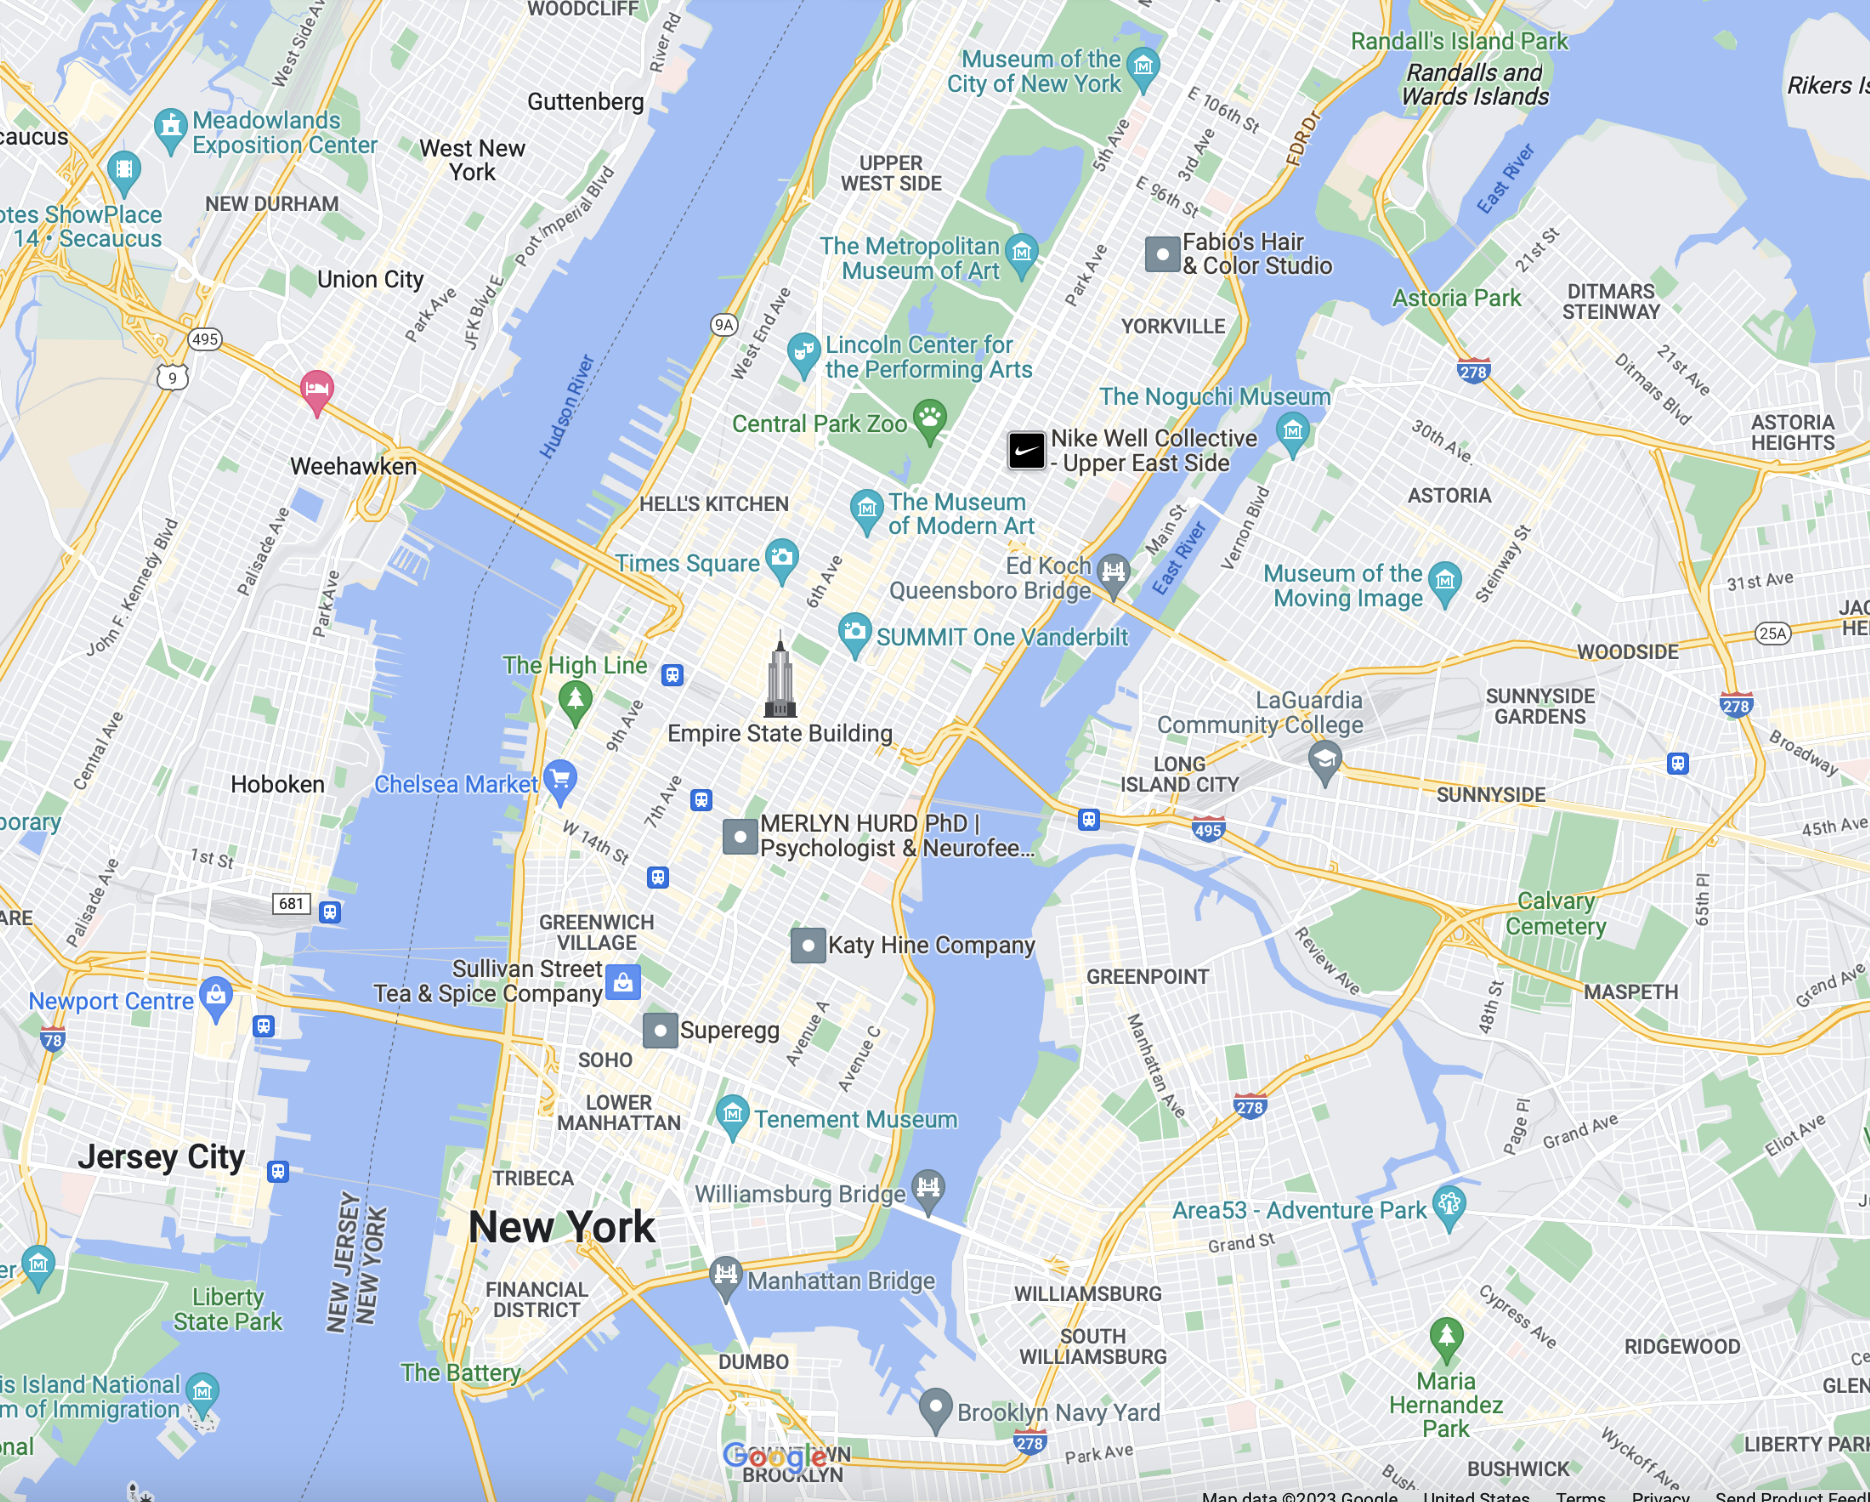 WOODCLIFF
West Side Av
River Rd
Guttenberg
Museum of the
City of New York
Randall's Island Park
Randalls and
Wards Islands
Rikers Is
Meadowlands
Exposition Center
caucus
West New
York
UPPER
WEST SIDE
E 106th St
5th Ave
3rd Ave
FDR Dr
East River
NEW DURHAM
otes ShowPlace
14 • Secaucus
Port Imperial Blvd
E 96th St
The Metropolitan
Museum of Art
Fabio's Hair
& Color Studio
21st St
Union City
Park Ave
JFK Blvd E
Park Ave
Astoria Park
DITMARS
STEINWAY
495
9
9A
West End Ave
YORKVILLE
Lincoln Center for
the Performing Arts
278
21st Ave
Ditmars Blvd
Hudson River
The Noguchi Museum
Central Park Zoo
Nike Well Collective
- Upper East Side
30th Ave.
ASTORIA
HEIGHTS
Weehawken
HELL'S KITCHEN
ASTORIA
The Museum
of Modern Art
Main St
East River
Vernon Blvd
Steinway St
John F. Kennedy Blvd
Palisade Ave
Park Ave
Times Square
6th Ave
Ed Koch
Queensboro Bridge
Museum of the
Moving Image
31st Ave
JAC
HEI
25A
SUMMIT One Vanderbilt
WOODSIDE
The High Line
9th Ave
Empire State Building
LaGuardia
Community College
SUNNYSIDE
GARDENS
278
Central Ave
Broadway
Hoboken
Chelsea Market
7th Ave
LONG
ISLAND CITY
SUNNYSIDE
porary
W 14th St
MERLYN HURD PhD |
Psychologist & Neurofee...
495
45th Ave
1st St
Palisade Ave
681
ARE
GREENWICH
VILLAGE
Katy Hine Company
Calvary
Cemetery
65th Pl
Review Ave
Sullivan Street
Tea & Spice Company
GREENPOINT
MASPETH
Grand Ave
48th St
Newport Centre
78
Superegg
SOHO
Avenue A
Avenue C
Manhattan Ave
LOWER
MANHATTAN
Tenement Museum
278
Page Pl
Grand Ave
Eliot Ave
Jersey City
TRIBECA
Williamsburg Bridge
Area53 - Adventure Park
New York
Grand St
NEW JERSEY
NEW YORK
er
Liberty
State Park
FINANCIAL
DISTRICT
Manhattan Bridge
WILLIAMSBURG
Cypress Ave
SOUTH
WILLIAMSBURG
RIDGEWOOD
DUMBO
The Battery
is Island National
m of Immigration
Maria
Hernandez
Park
GLEN
Brooklyn Navy Yard
onal
278
Park Ave
Wyckoff Ave
LIBERTY PARK
Google
DOWNTOWN
BROOKLYN
Bush
BUSHWICK
Map data ©2023 Google United States Terms Privacy Send Product Feedb